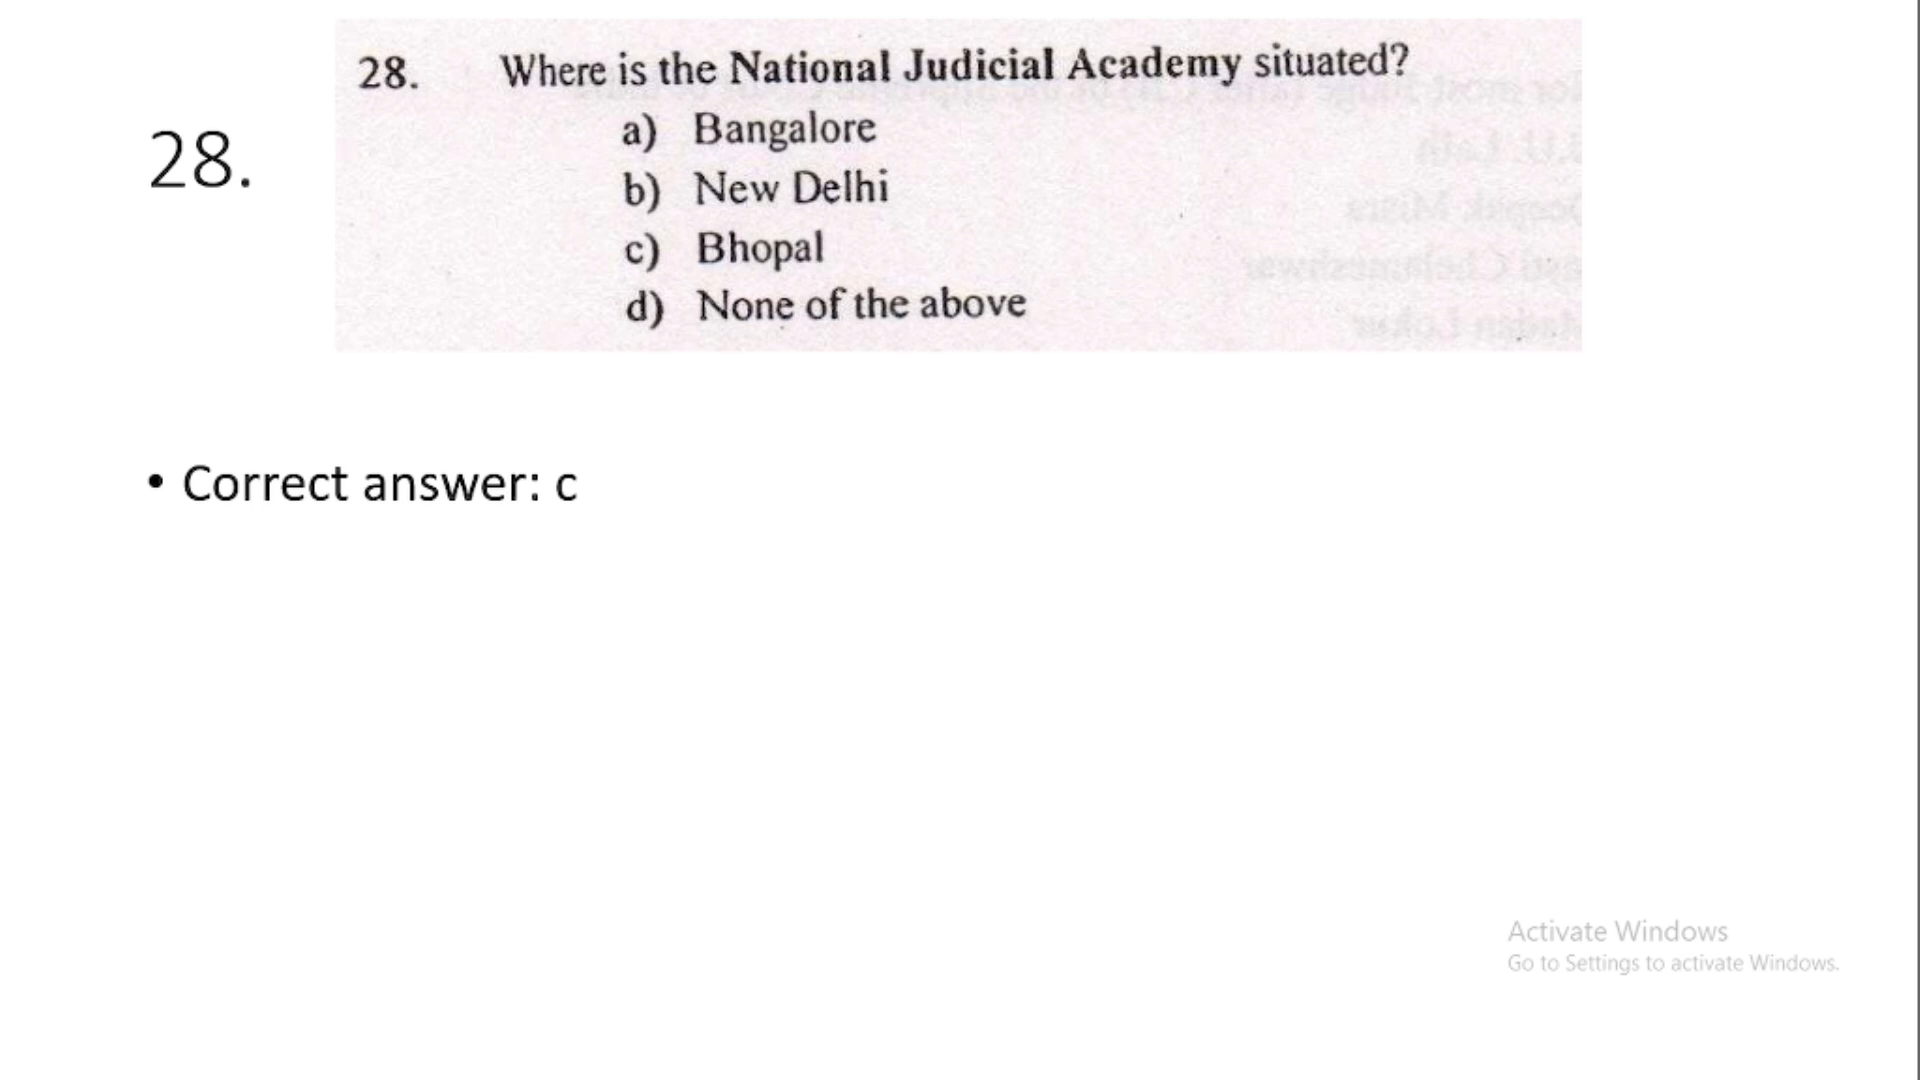 28.
28. Where is the National Judicial Academy situated?
a) Bangalore
b) New Delhi
c) Bhopal
d) None of the above
• Correct answer: c
Activate Windows
Go to Settings to activate Windows.